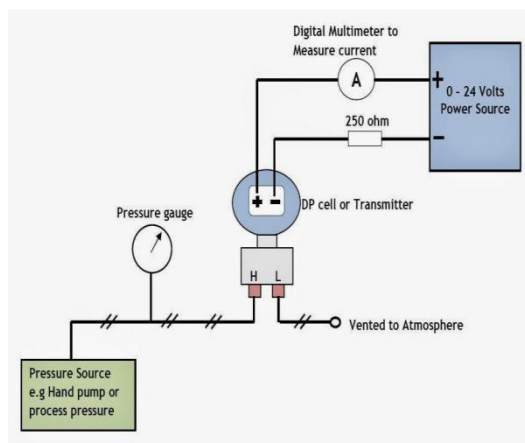 Digital Multimeter to
Measure current
A
+
0 - 24 Volts
Power Source
250 ohm
-
+ -
DP cell or Transmitter
Pressure gauge
H L
Vented to Atmosphere
Pressure Source
e.g Hand pump or
process pressure